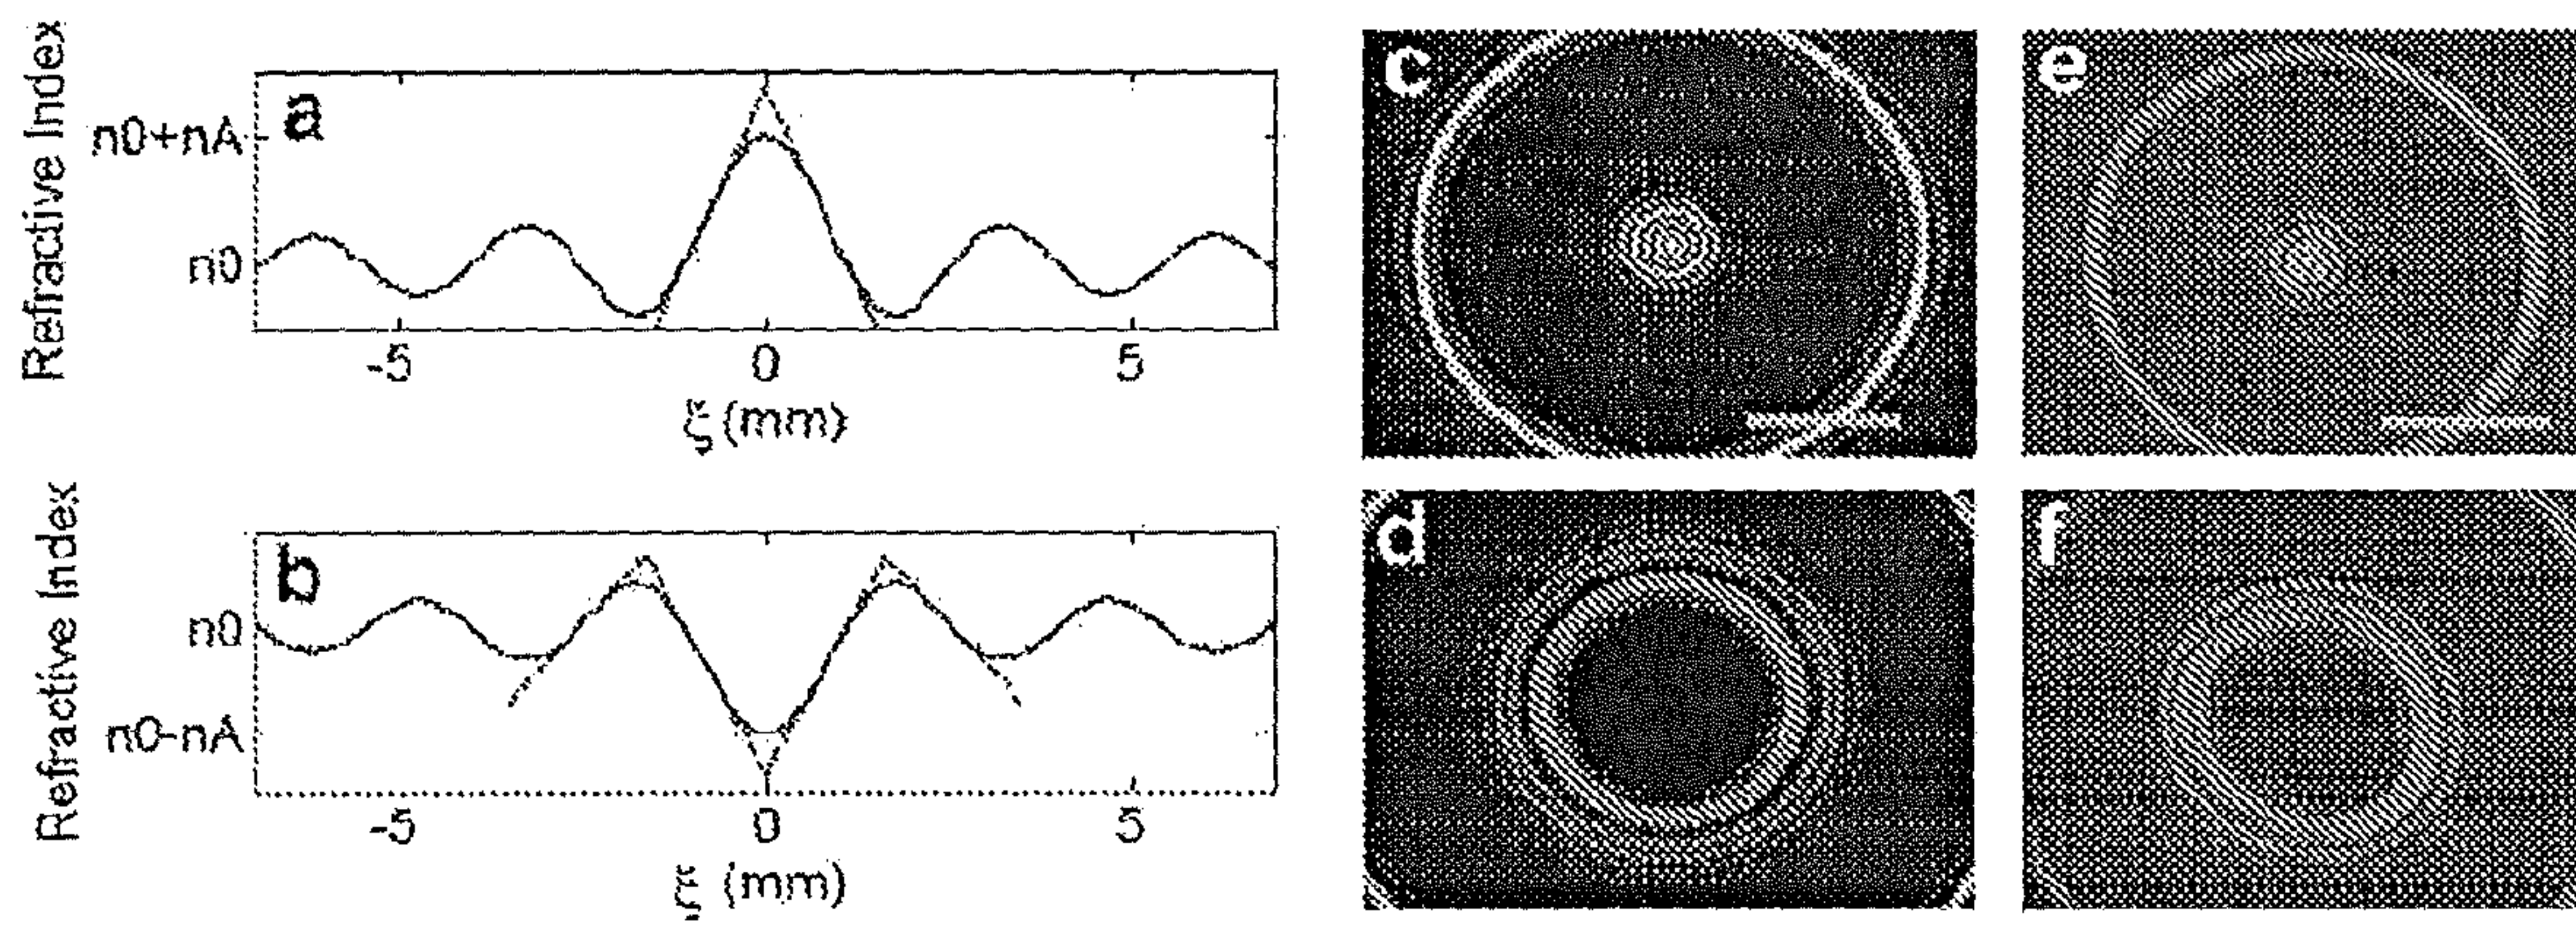 Refractive Index
a
n0+nA
n0
-5 0 5
ξ (mm)
Refractive Index
b
n0
n0-nA
-5 0 5
ξ (mm)
c
e
d
f